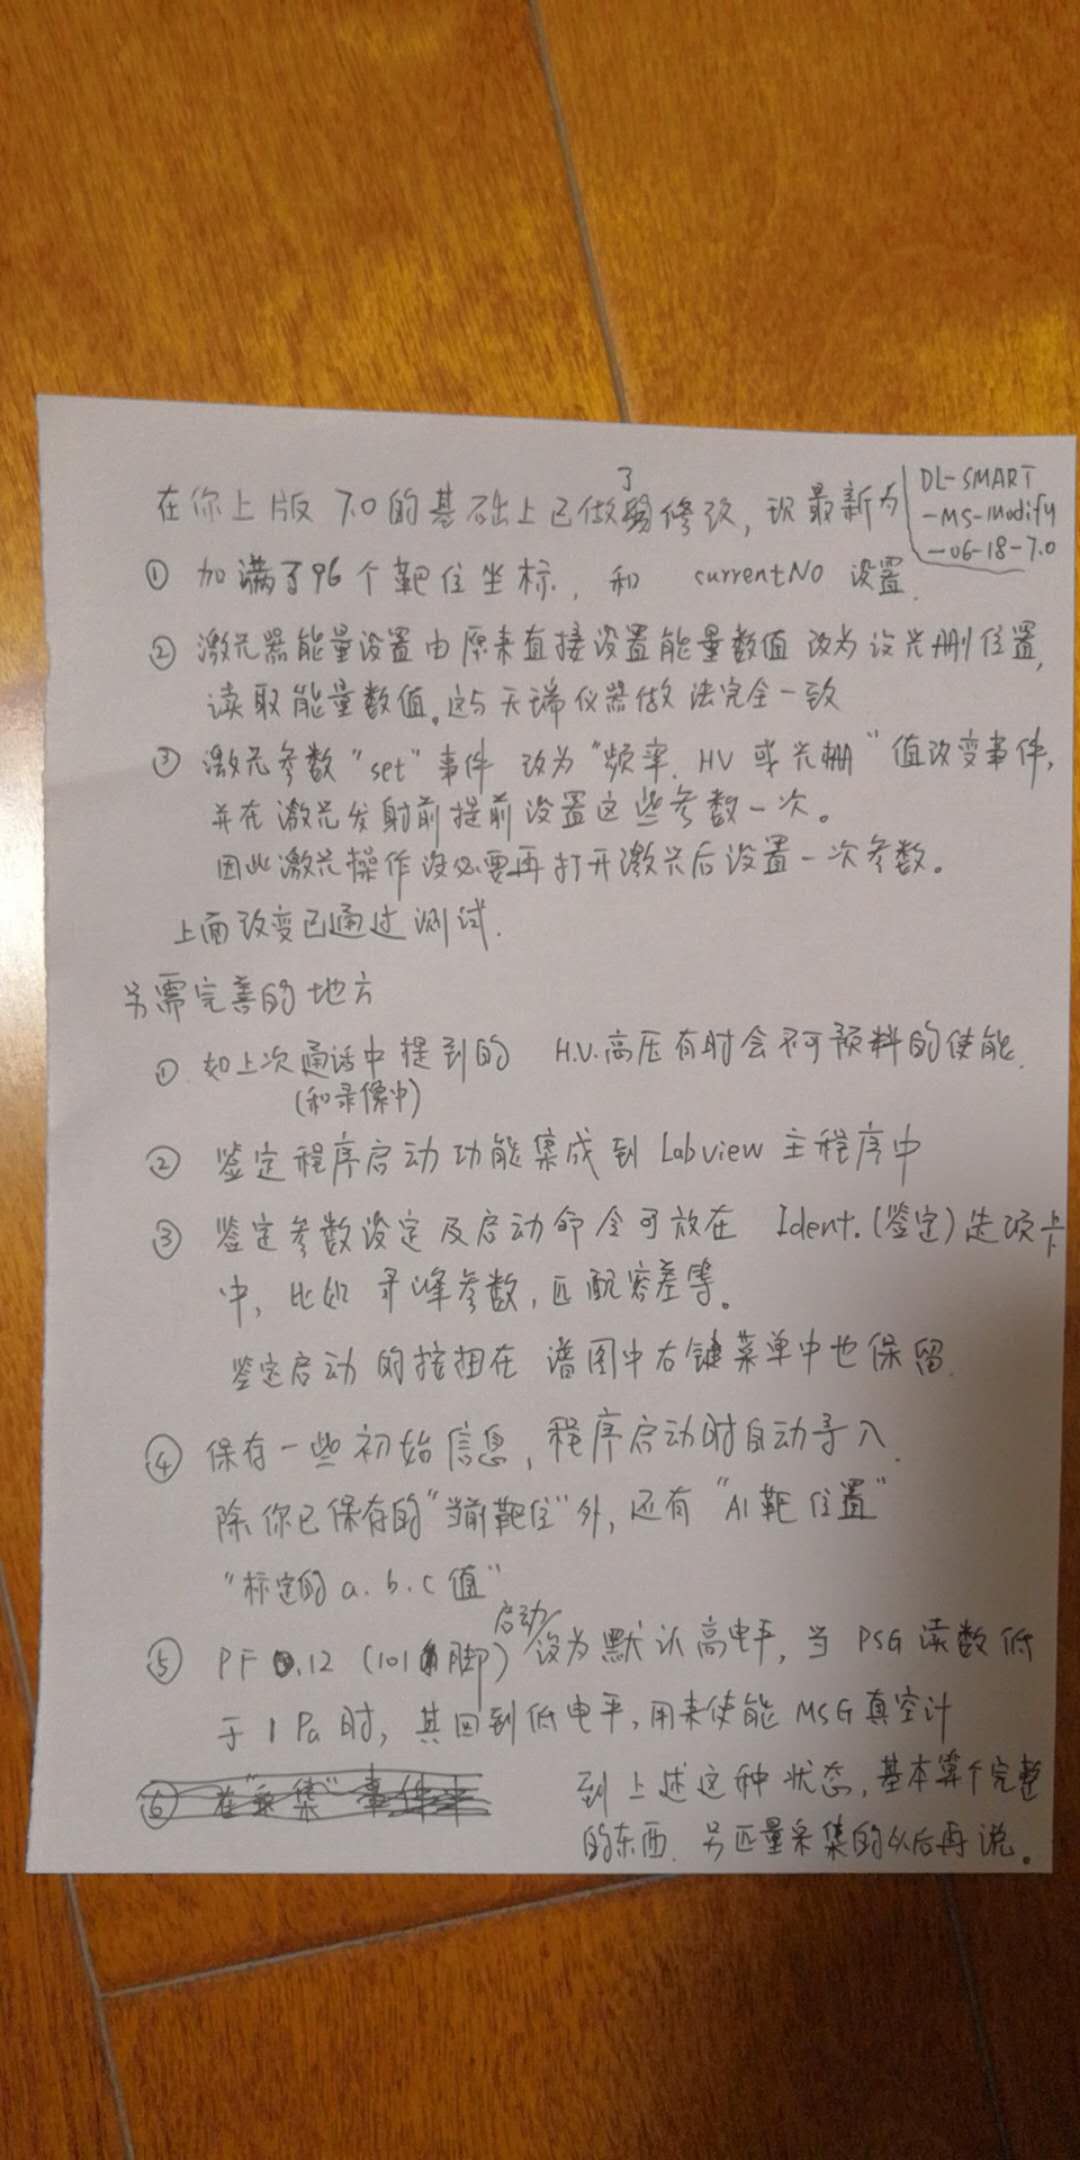 在你上版 7.0的基础上已做了修改，现最新为
DL-SMART
-MS-Modify
-06-18-7.0
① 加满了96个靶位坐标，和 currentNo 设置.
② 激光器能量设置由原来直接设置能量数值 改为设光删位置，
读取能量数值。这与天瑞仪器做法完全一致
③ 激光参数“set”事件 改为“频率. HV 或光栅”值改变事件，
并在激光发射前提前设置这些参数一次。
因此激光操作没必要再打开激光后设置一次参数。
上面改变已通过测试.
另需完善的地方
①. 如上次通话中提到的 H.V.高压有时会不可预料的使能.
(和录像中)
② 鉴定程序启动功能集成到 Labview 主程序中
③ 鉴定参数设定及启动命令可放在 Ident.(鉴定)选项卡
中，比如 寻峰参数，匹配容差等。
鉴定启动的按扭在 谱图中右键菜单中也保留.
④ 保存一些初始信息，程序启动时自动导入.
除你已保存的“当前靶位”外，还有“A1靶位置”
“标定的 a.b.c值”
⑤ PF 0.12 (101脚)启动设为默认高电平，当 PSG 读数低
于 1 Pa时，其回到低电平，用来使能 MSG真空计
⑥ 在“采集”事件中
到上述这种状态，基本算个完整
的东西. 另匹量采集的以后再说。